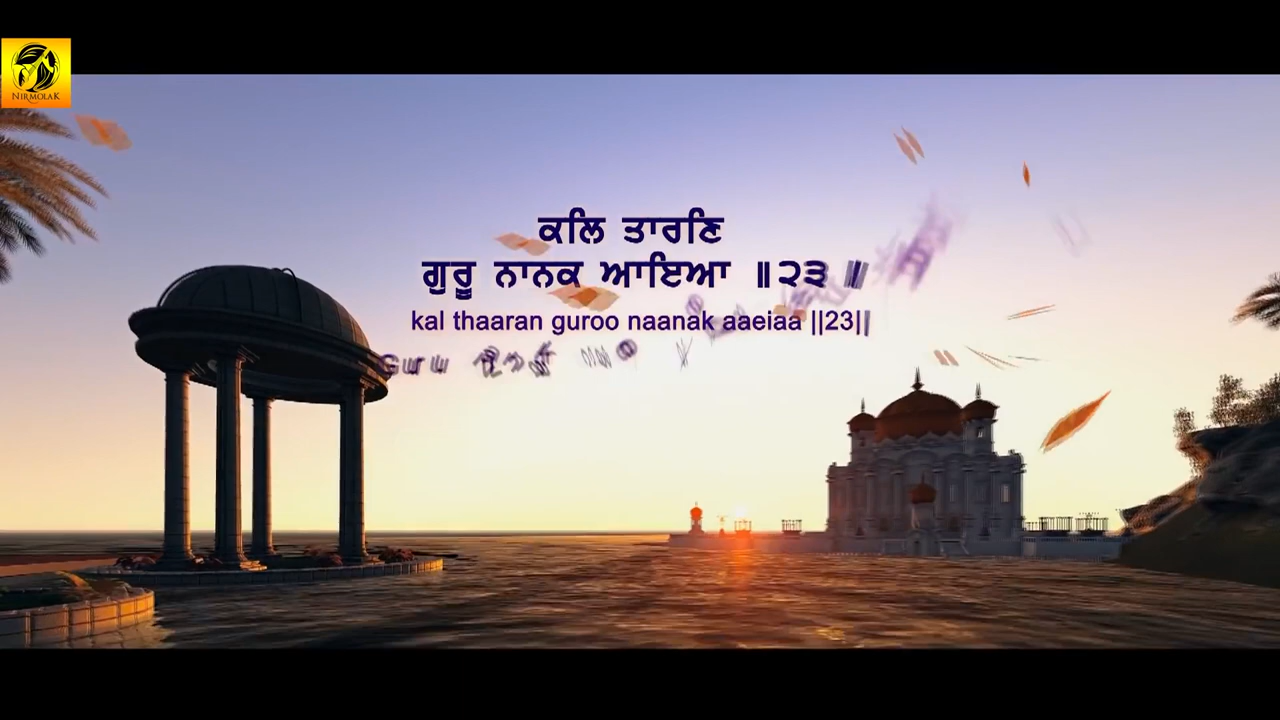 NIRMOLAK
ਕਲਿ ਤਾਰਣਿ
ਗੁਰੂ ਨਾਨਕ ਆਇਆ ॥੨੩॥
kal thaaran guroo naanak aaeiaa ||23||